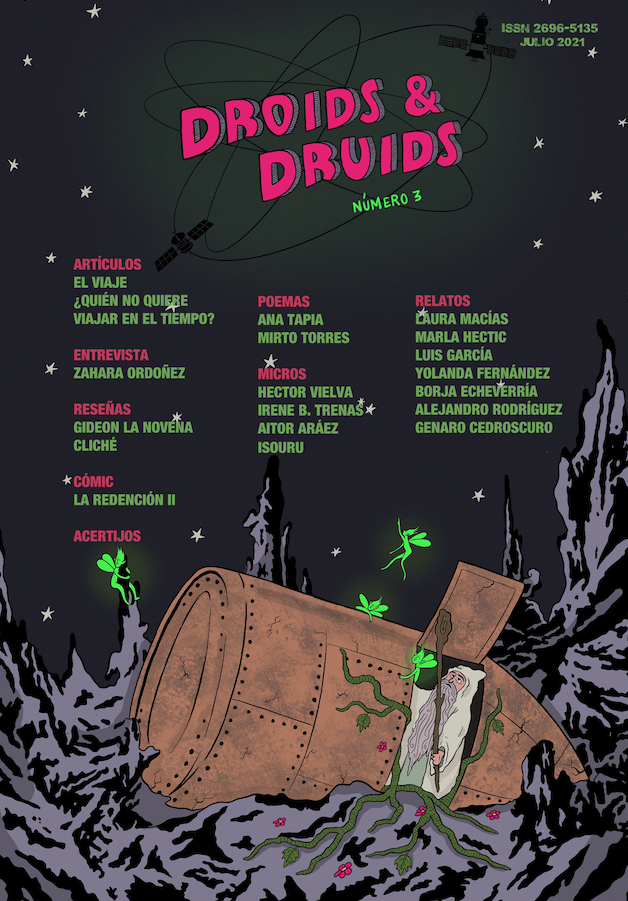 ISSN 2696-5135
JULIO 2021
DROIDS &
DRUIDS
NÚMERO 3
ARTÍCULOS
EL VIAJE
¿QUIÉN NO QUIERE
VIAJAR EN EL TIEMPO?
ENTREVISTA
ZAHARA ORDOÑEZ
RESEÑAS
GIDEON LA NOVENA
CLICHÉ
CÓMIC
LA REDENCIÓN II
ACERTIJOS
POEMAS
ANA TAPIA
MIRTO TORRES
MICROS
HECTOR VIELVA
IRENE B. TRENAS
AITOR ARÁEZ
ISOURU
RELATOS
LAURA MACÍAS
MARLA HECTIC
LUIS GARCÍA
YOLANDA FERNÁNDEZ
BORJA ECHEVERRÍA
ALEJANDRO RODRÍGUEZ
GENARO CEDROSCURO